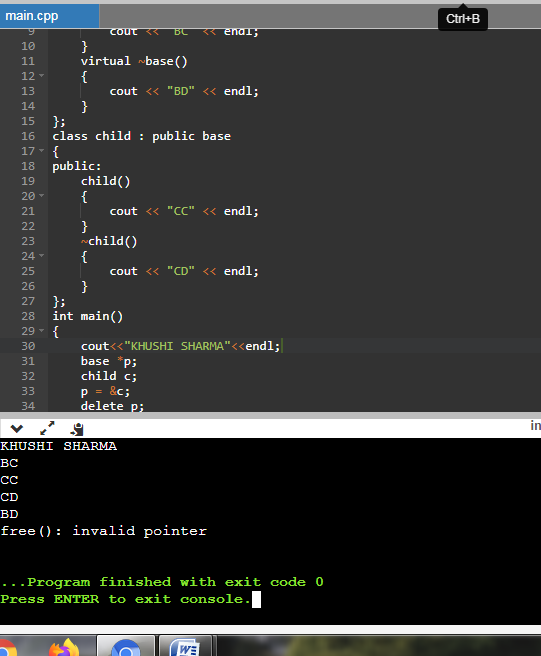 main.cpp
Ctrl+B
9 cout << "BC" << endl;
10 }
11 virtual ~base()
12 {
13 cout << "BD" << endl;
14 }
15 };
16 class child : public base
17 {
18 public:
19 child()
20 {
21 cout << "CC" << endl;
22 }
23 ~child()
24 {
25 cout << "CD" << endl;
26 }
27 };
28 int main()
29 {
30 cout<<"KHUSHI SHARMA"<<endl;
31 base *p;
32 child c;
33 p = &c;
34 delete p;
in
KHUSHI SHARMA
BC
CC
CD
BD
free(): invalid pointer
...Program finished with exit code 0
Press ENTER to exit console.
W